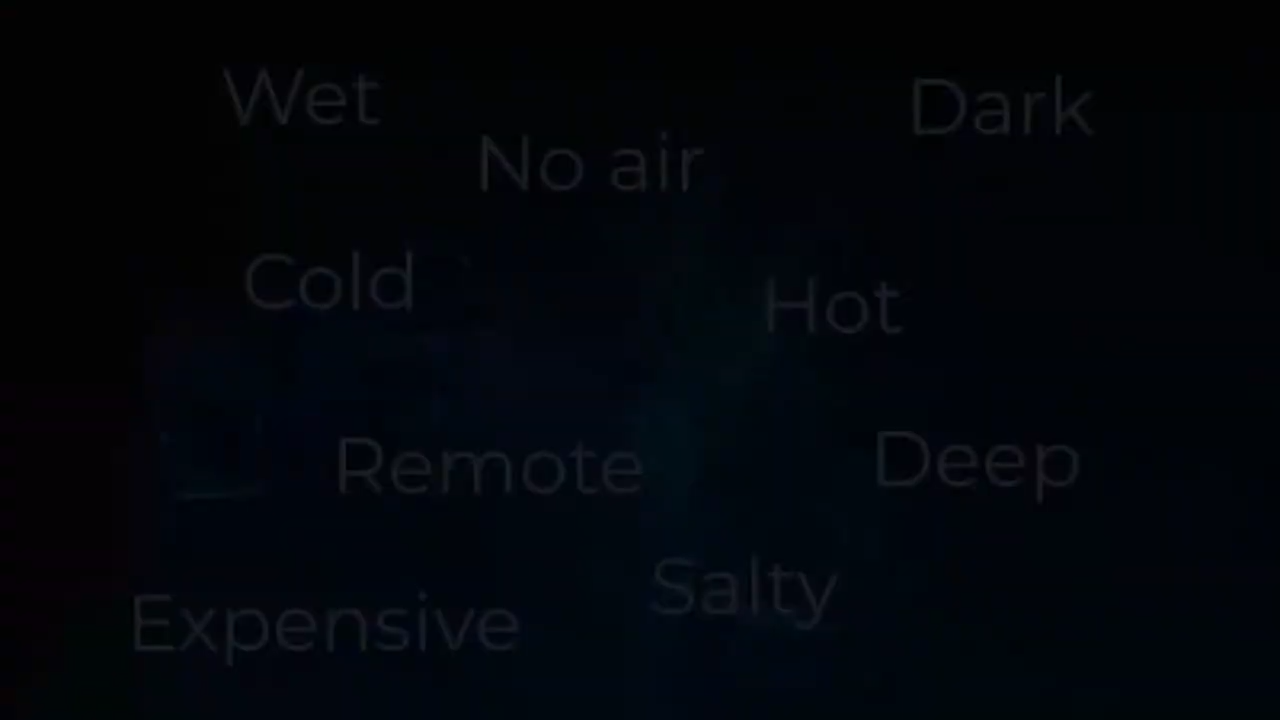 Wet
Dark
No air
Cold
Hot
Remote
Deep
Salty
Expensive